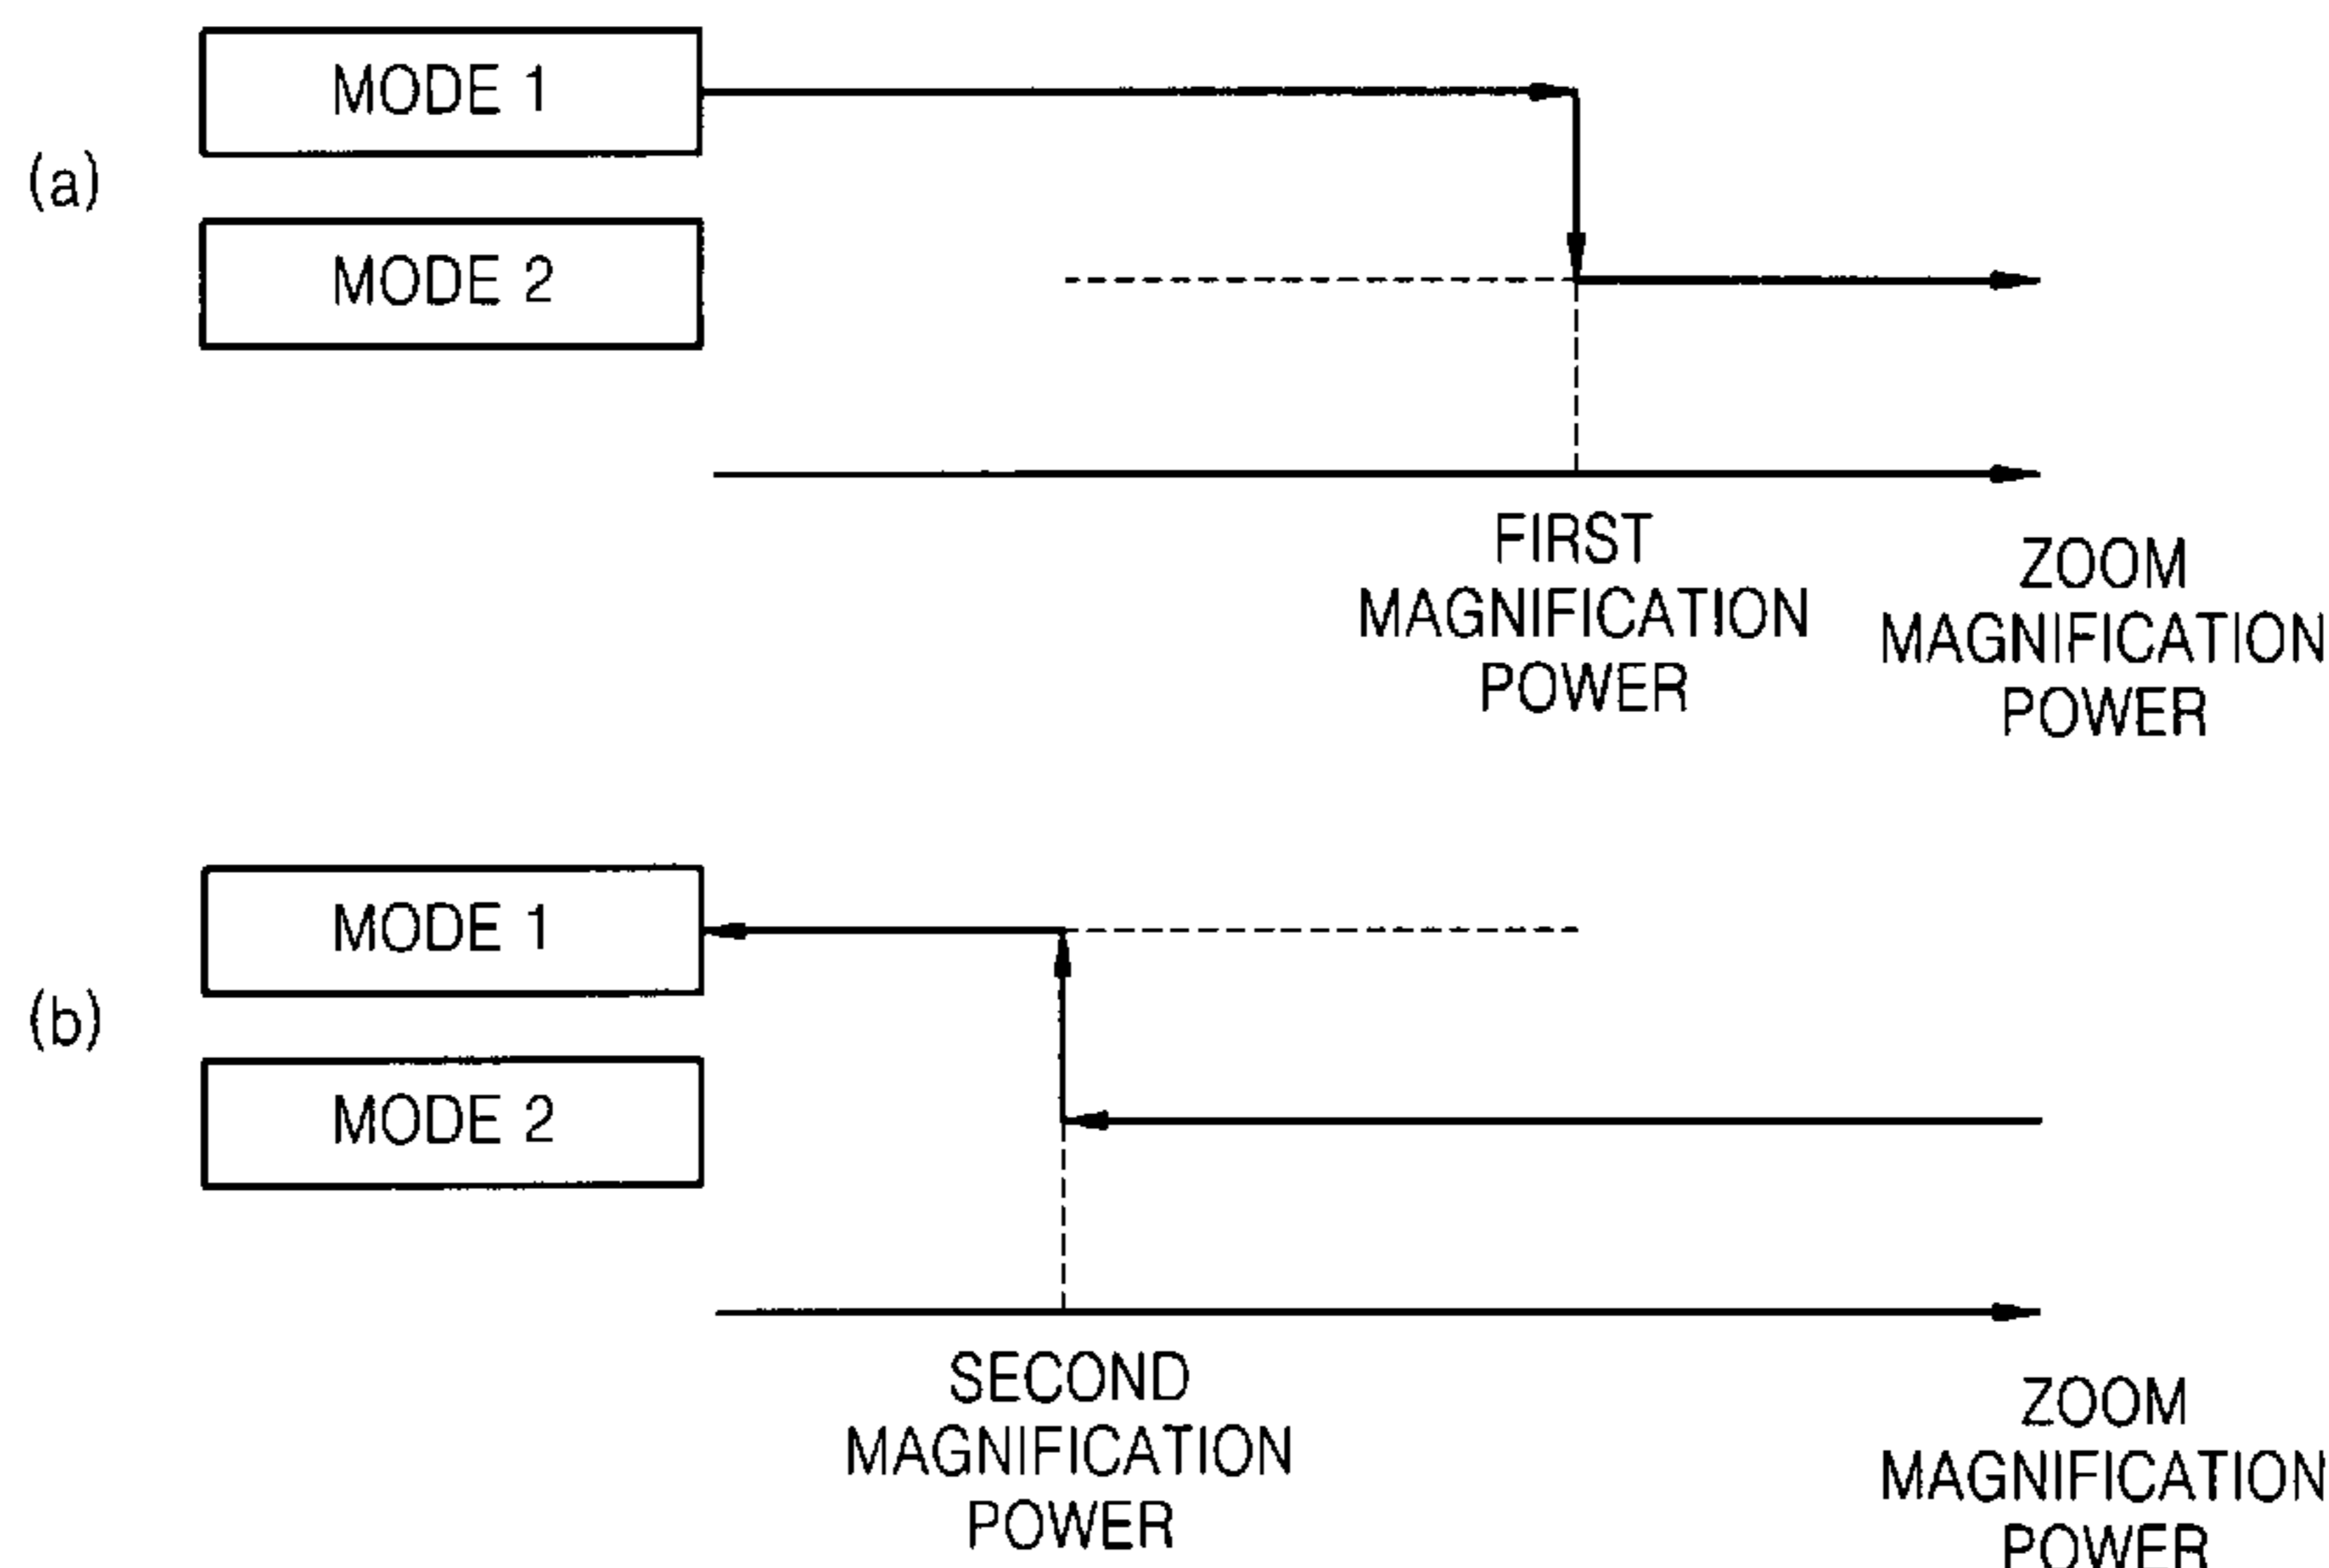 MODE 1
(a)
MODE 2
FIRST
MAGNIFICATION
POWER
ZOOM
MAGNIFICATION
POWER
MODE 1
(b)
MODE 2
SECOND
MAGNIFICATION
POWER
ZOOM
MAGNIFICATION
POWER